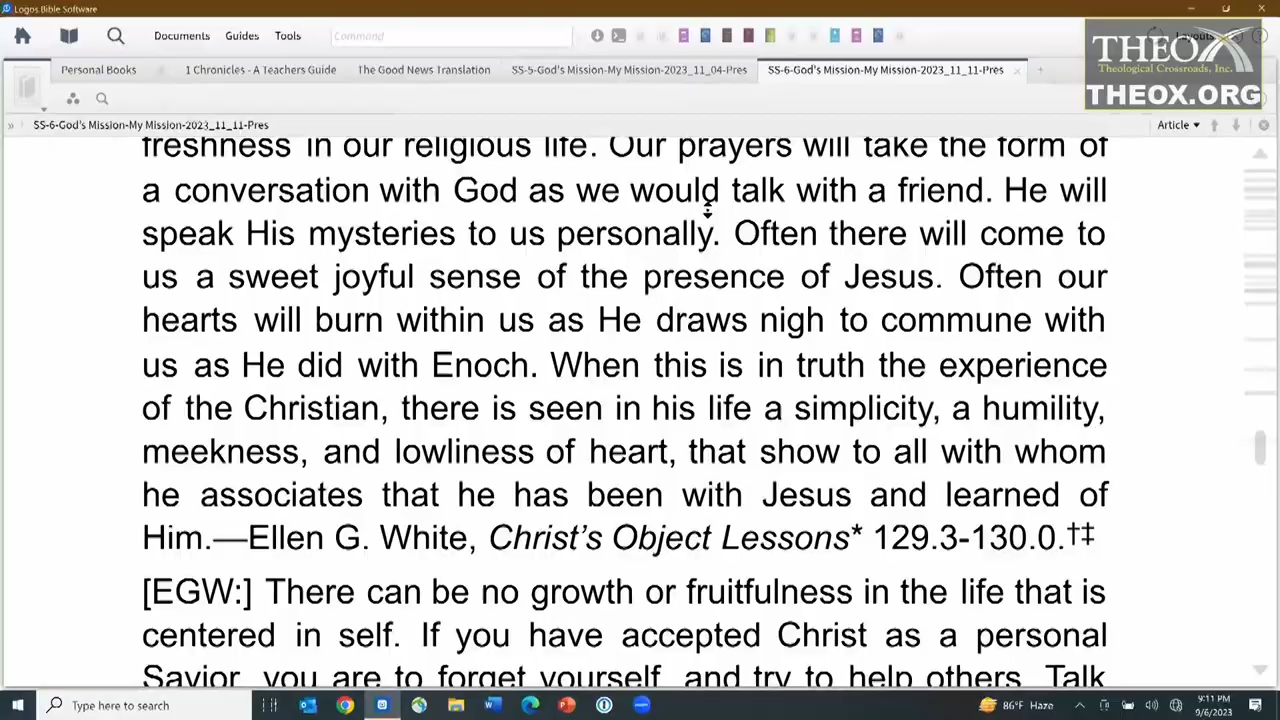 Logos Bible Software
Documents Guides Tools Command
Personal Books 1 Chronicles - A Teachers Guide The Good News Bible SS-5-God's Mission-My Mission-2023_11_04-Pres SS-6-God's Mission-My Mission-2023_11_11-Pres
THEOX
Theological Crossroads, Inc.
THEOX.ORG
SS-6-God's Mission-My Mission-2023_11_11-Pres Article
freshness in our religious life. Our prayers will take the form of
a conversation with God as we would talk with a friend. He will
speak His mysteries to us personally. Often there will come to
us a sweet joyful sense of the presence of Jesus. Often our
hearts will burn within us as He draws nigh to commune with
us as He did with Enoch. When this is in truth the experience
of the Christian, there is seen in his life a simplicity, a humility,
meekness, and lowliness of heart, that show to all with whom
he associates that he has been with Jesus and learned of
Him.—Ellen G. White, Christ's Object Lessons* 129.3-130.0.†‡
[EGW:] There can be no growth or fruitfulness in the life that is
centered in self. If you have accepted Christ as a personal
Savior, you are to forget yourself, and try to help others. Talk
Type here to search 86°F Haze 9:11 PM
9/6/2023